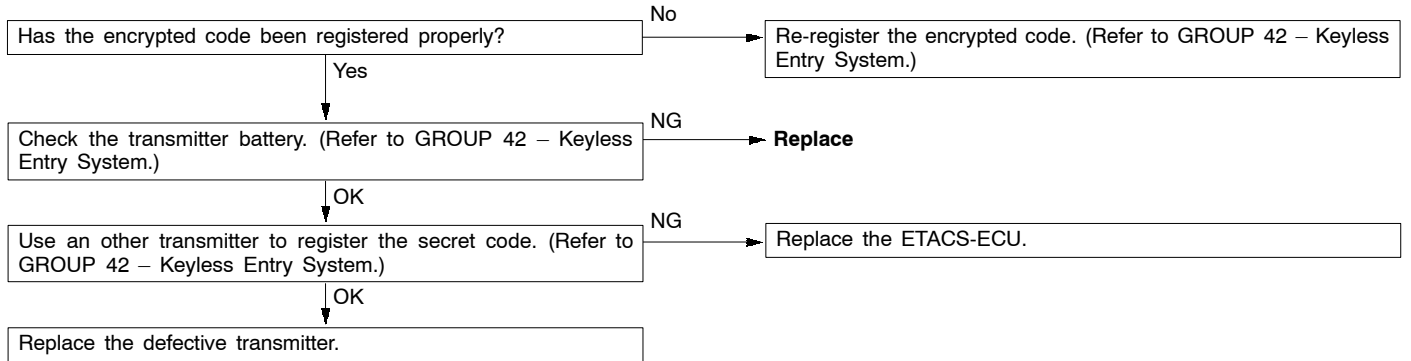 No
Has the encrypted code been registered properly?
Re-register the encrypted code. (Refer to GROUP 42 – Keyless
Entry System.)
Yes
NG
Check the transmitter battery. (Refer to GROUP 42 – Keyless
Entry System.)
Replace
OK
NG
Use an other transmitter to register the secret code. (Refer to
GROUP 42 – Keyless Entry System.)
Replace the ETACS-ECU.
OK
Replace the defective transmitter.